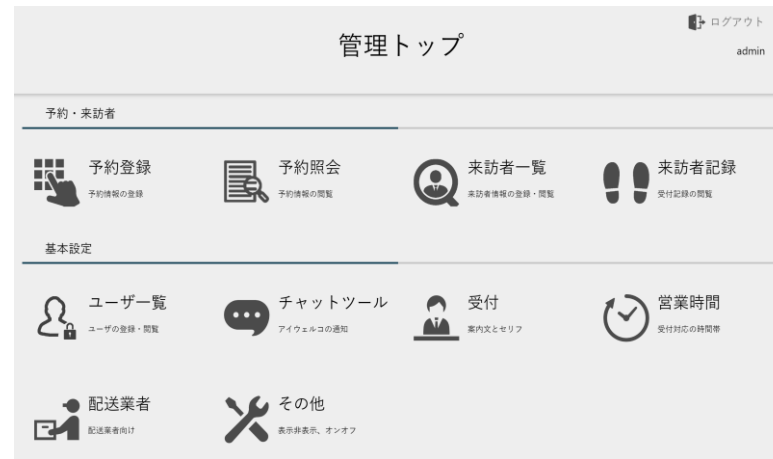 管理トップ
ログアウト
admin
予約・来訪者
予約登録
予約情報の登録
予約照会
予約情報の閲覧
来訪者一覧
来訪者情報の登録・閲覧
来訪者記録
受付記録の閲覧
基本設定
ユーザ一覧
ユーザの登録・閲覧
チャットツール
アイウェルコの通知
受付
案内文とセリフ
営業時間
受付対応の時間帯
配送業者
配送業者向け
その他
表示非表示、オンオフ